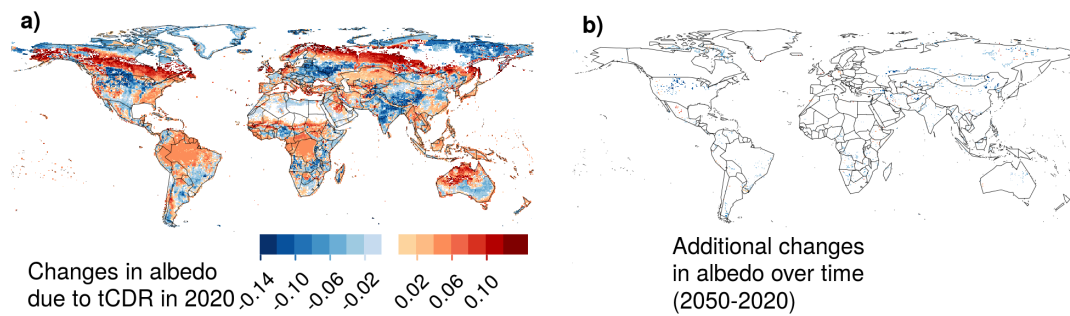 a)
b)
Changes in albedo
due to tCDR in 2020
-0.14
-0.10
-0.06
-0.02
0.02
0.06
0.10
Additional changes
in albedo over time
(2050-2020)